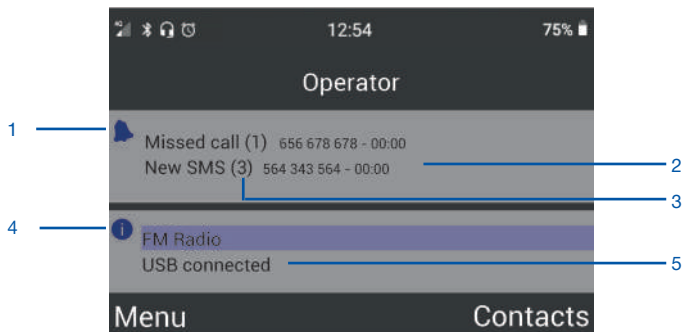 4G 12:54 75%
Operator
1
Missed call (1) 656 678 678 - 00:00
New SMS (3) 564 343 564 - 00:00
2
3
4
i
FM Radio
USB connected
5
Menu Contacts